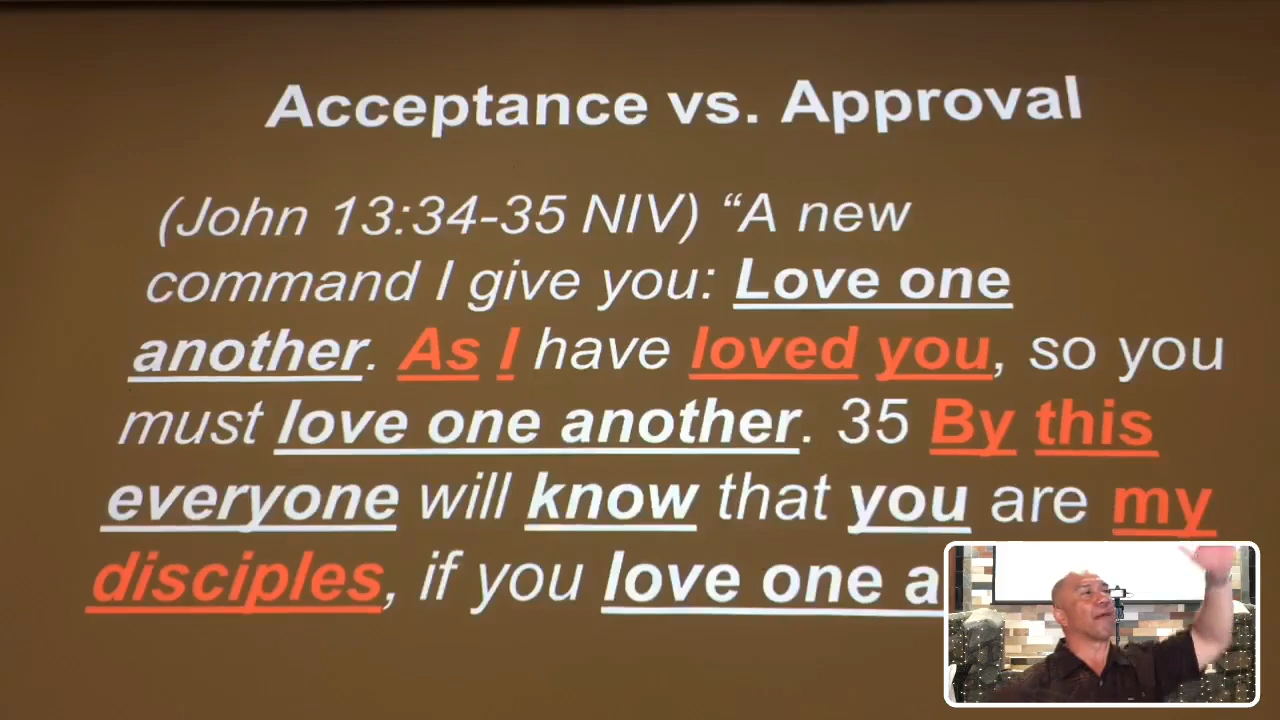 Acceptance vs. Approval
(John 13:34-35 NIV) “A new
command I give you: Love one
another. As I have loved you, so you
must love one another. 35 By this
everyone will know that you are my
disciples, if you love one